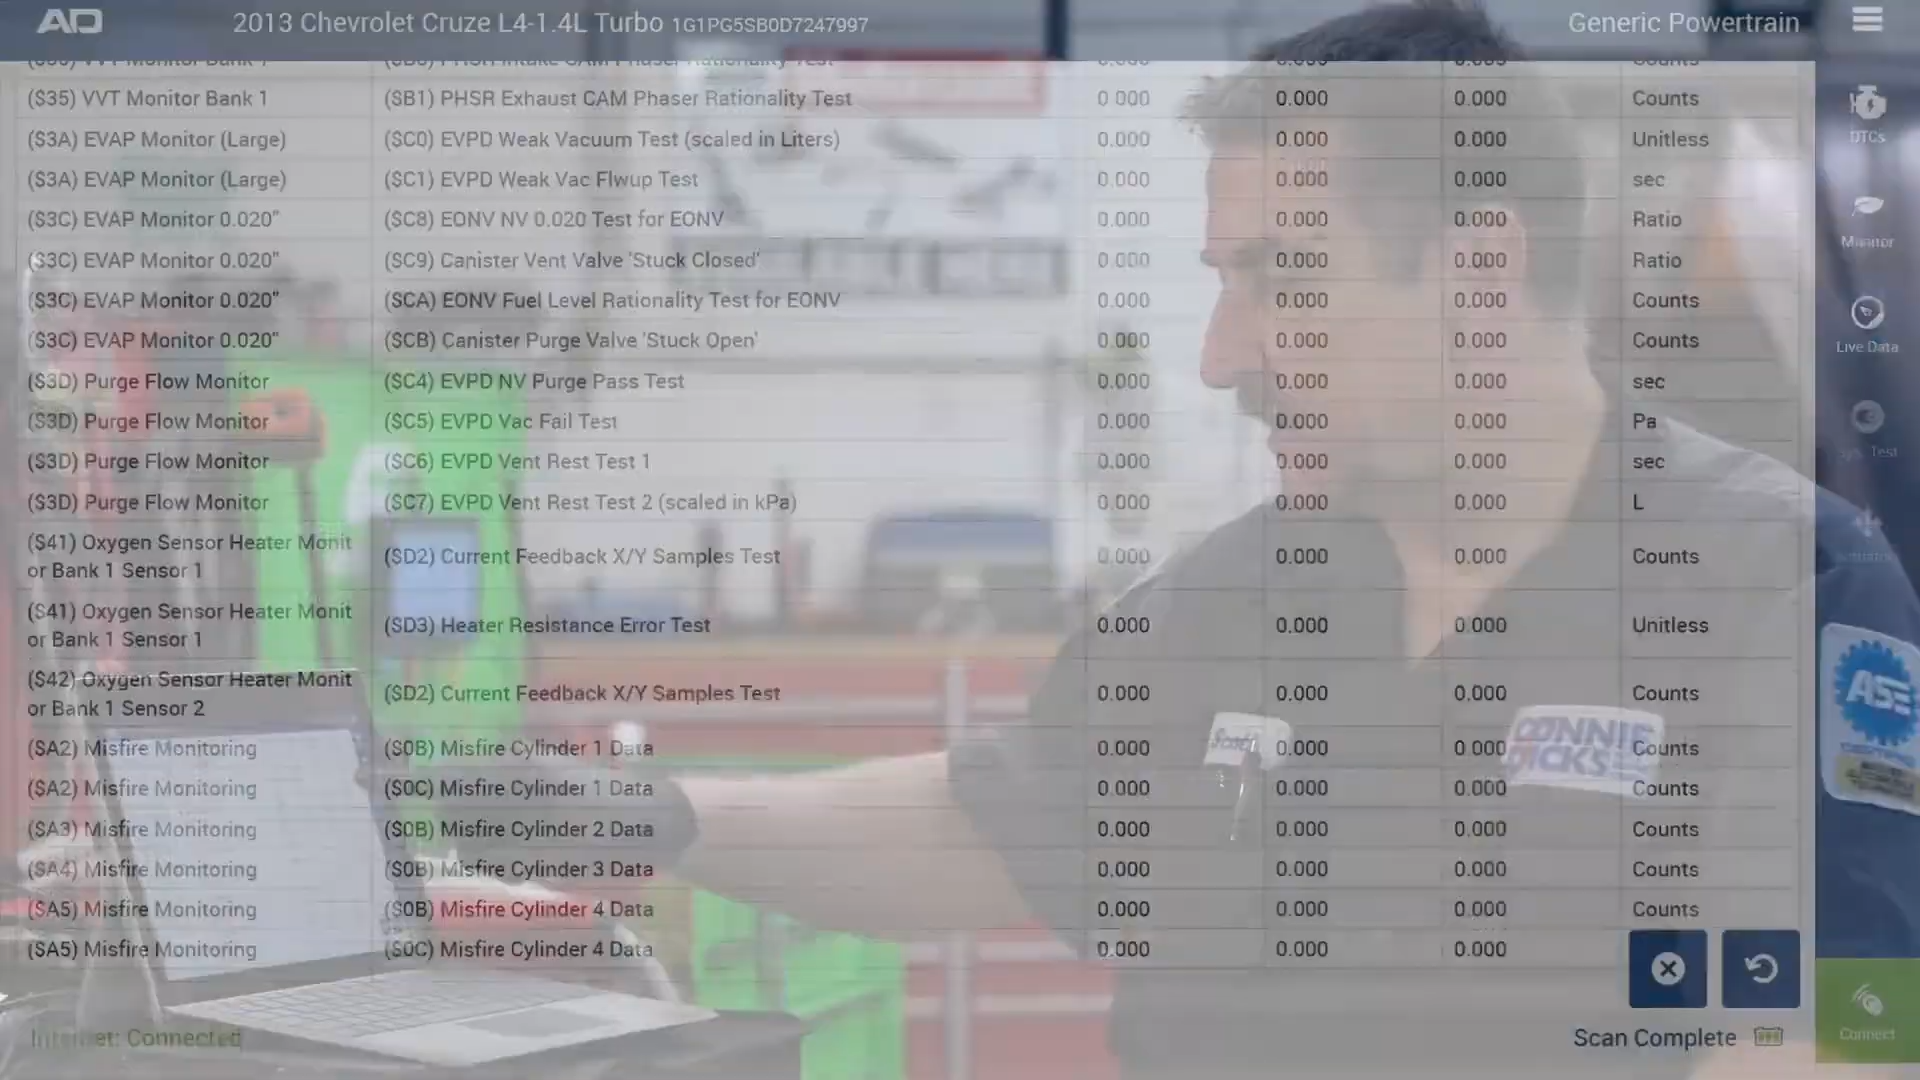 AD
2013 Chevrolet Cruze L4-1.4L Turbo 1G1PG5SB0D7247997
Generic Powertrain
($35) VVT Monitor Bank 1 ($B1) PHSR Exhaust CAM Phaser Rationality Test 0.000 0.000 0.000 Counts
($3A) EVAP Monitor (Large) ($C0) EVPD Weak Vacuum Test (scaled in Liters) 0.000 0.000 0.000 Unitless
($3A) EVAP Monitor (Large) ($C1) EVPD Weak Vac Flwup Test 0.000 0.000 0.000 sec
($3C) EVAP Monitor 0.020" ($C8) EONV NV 0.020 Test for EONV 0.000 0.000 0.000 Ratio
($3C) EVAP Monitor 0.020" ($C9) Canister Vent Valve 'Stuck Closed' 0.000 0.000 0.000 Ratio
($3C) EVAP Monitor 0.020" ($CA) EONV Fuel Level Rationality Test for EONV 0.000 0.000 0.000 Counts
($3C) EVAP Monitor 0.020" ($CB) Canister Purge Valve 'Stuck Open' 0.000 0.000 0.000 Counts
($3D) Purge Flow Monitor ($C4) EVPD NV Purge Pass Test 0.000 0.000 0.000 sec
($3D) Purge Flow Monitor ($C5) EVPD Vac Fail Test 0.000 0.000 0.000 Pa
($3D) Purge Flow Monitor ($C6) EVPD Vent Rest Test 1 0.000 0.000 0.000 sec
($3D) Purge Flow Monitor ($C7) EVPD Vent Rest Test 2 (scaled in kPa) 0.000 0.000 0.000 L
($41) Oxygen Sensor Heater Monit
or Bank 1 Sensor 1
($D2) Current Feedback X/Y Samples Test 0.000 0.000 0.000 Counts
($41) Oxygen Sensor Heater Monit
or Bank 1 Sensor 1
($D3) Heater Resistance Error Test 0.000 0.000 0.000 Unitless
($42) Oxygen Sensor Heater Monit
or Bank 1 Sensor 2
($D2) Current Feedback X/Y Samples Test 0.000 0.000 0.000 Counts
($A2) Misfire Monitoring ($0B) Misfire Cylinder 1 Data 0.000 0.000 0.000 Counts
($A2) Misfire Monitoring ($0C) Misfire Cylinder 1 Data 0.000 0.000 0.000 Counts
($A3) Misfire Monitoring ($0B) Misfire Cylinder 2 Data 0.000 0.000 0.000 Counts
($A4) Misfire Monitoring ($0B) Misfire Cylinder 3 Data 0.000 0.000 0.000 Counts
($A5) Misfire Monitoring ($0B) Misfire Cylinder 4 Data 0.000 0.000 0.000 Counts
($A5) Misfire Monitoring ($0C) Misfire Cylinder 4 Data 0.000 0.000 0.000
DTCs
Monitor
Live Data
Test
Connect
Scott
CONNIE
DICKS
ASE
Internet: Connected
Scan Complete